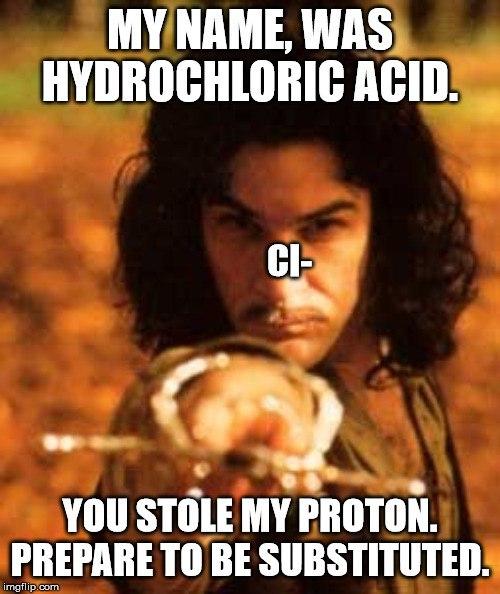 MY NAME, WAS
HYDROCHLORIC ACID.
Cl-
YOU STOLE MY PROTON.
PREPARE TO BE SUBSTITUTED.
imgflip.com